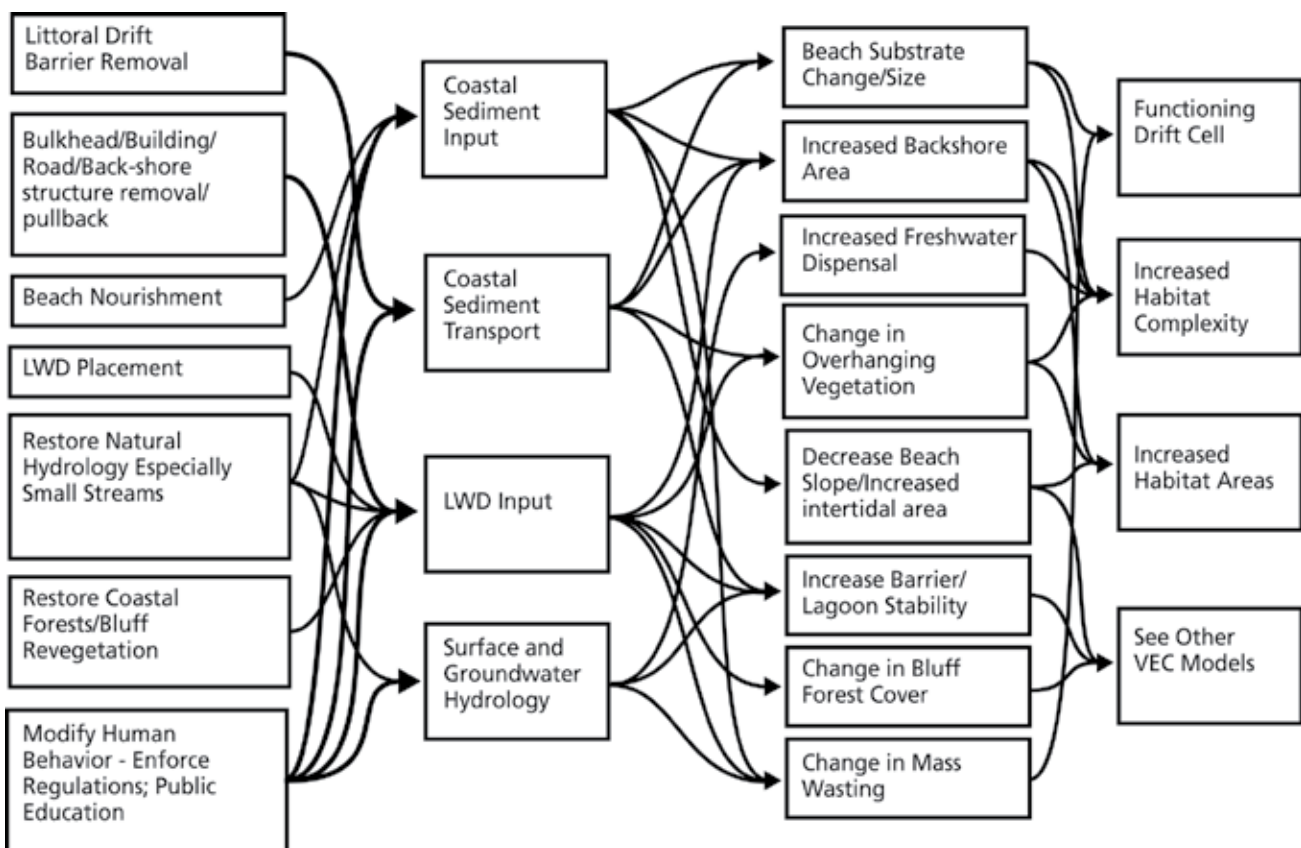 Littoral Drift
Barrier Removal
Bulkhead/Building/
Road/Back-shore
structure removal/
pullback
Beach Nourishment
LWD Placement
Restore Natural
Hydrology Especially
Small Streams
Restore Coastal
Forests/Bluff
Revegetation
Modify Human
Behavior - Enforce
Regulations; Public
Education
Coastal
Sediment
Input
Coastal
Sediment
Transport
LWD Input
Surface and
Groundwater
Hydrology
Beach Substrate
Change/Size
Increased Backshore
Area
Increased Freshwater
Dispensal
Change in
Overhanging
Vegetation
Decrease Beach
Slope/Increased
intertidal area
Increase Barrier/
Lagoon Stability
Change in Bluff
Forest Cover
Change in Mass
Wasting
Functioning
Drift Cell
Increased
Habitat
Complexity
Increased
Habitat Areas
See Other
VEC Models